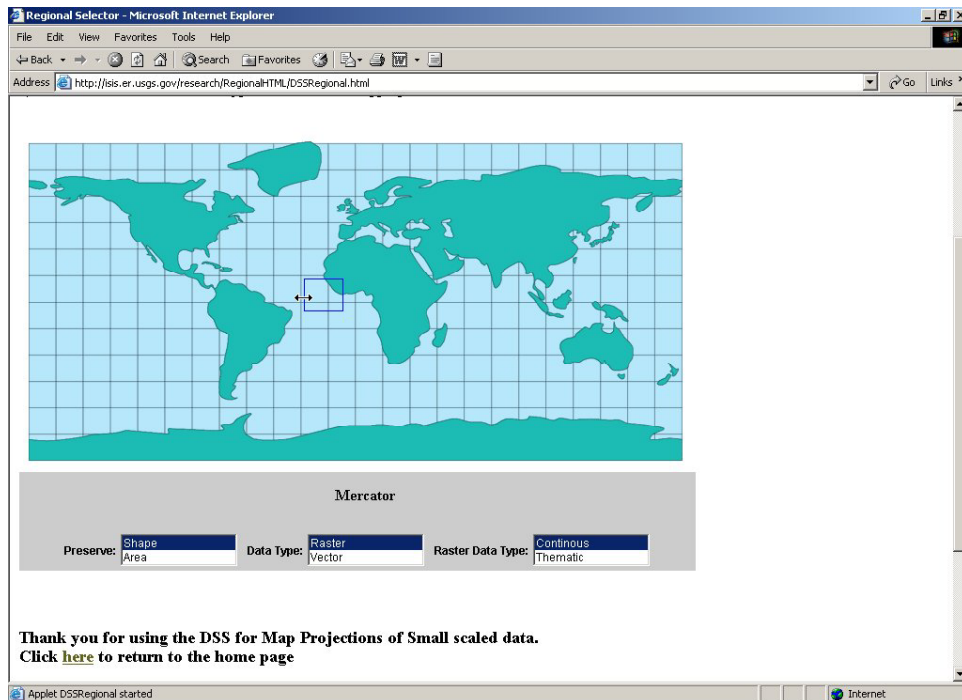 Regional Selector - Microsoft Internet Explorer
File Edit View Favorites Tools Help
Back Search Favorites
Address http://isis.er.usgs.gov/research/RegionalHTML/DSSRegional.html Go Links
Mercator
Preserve: Shape Area Data Type: Raster Vector Raster Data Type: Continous Thematic
Thank you for using the DSS for Map Projections of Small scaled data.
Click here to return to the home page
Applet DSSRegional started Internet